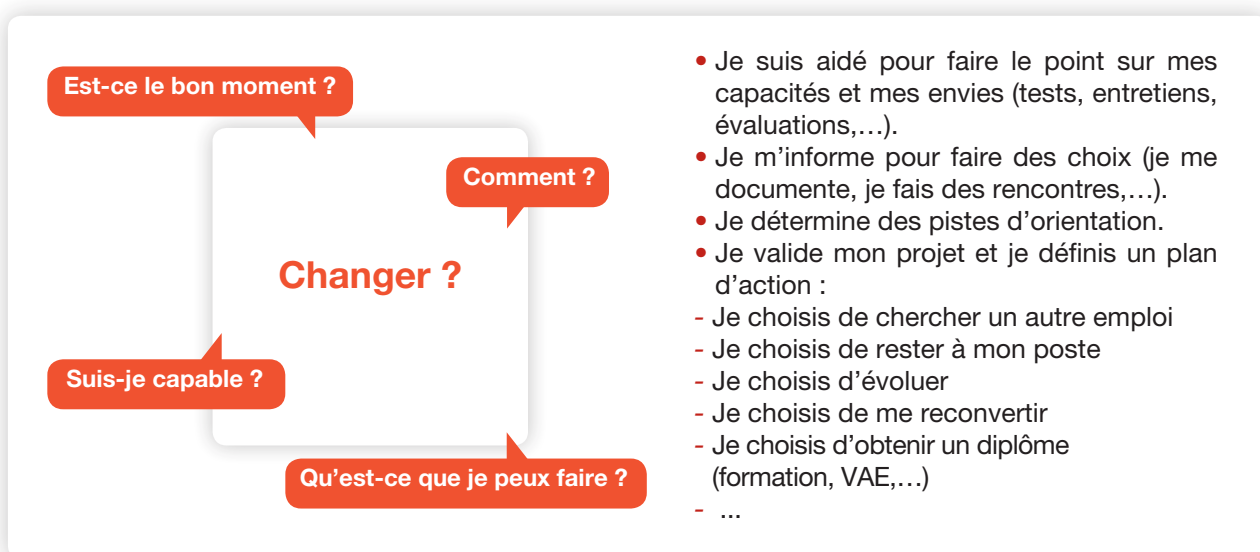 Est-ce le bon moment ?
Comment ?
Changer ?
Suis-je capable ?
Qu’est-ce que je peux faire ?
• Je suis aidé pour faire le point sur mes
capacités et mes envies (tests, entretiens,
évaluations,…).
• Je m’informe pour faire des choix (je me
documente, je fais des rencontres,…).
• Je détermine des pistes d’orientation.
• Je valide mon projet et je définis un plan
d’action :
- Je choisis de chercher un autre emploi
- Je choisis de rester à mon poste
- Je choisis d’évoluer
- Je choisis de me reconvertir
- Je choisis d’obtenir un diplôme
(formation, VAE,…)
- ...